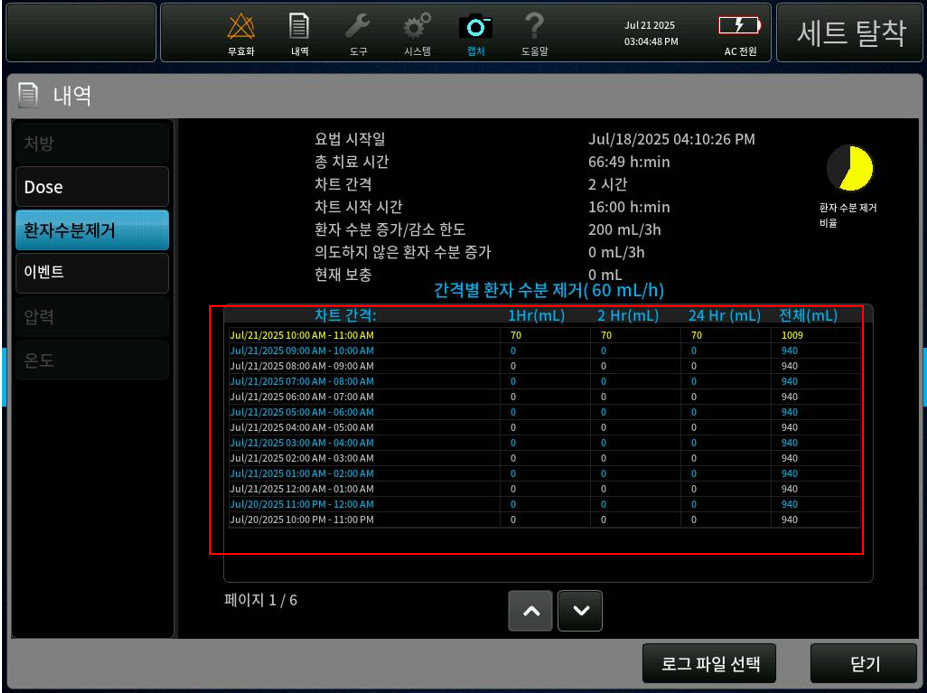 무효화 내역 도구 시스템 캡처 도움말
Jul 21 2025
03:04:48 PM
AC 전원
세트 탈착
내역
처방
Dose
환자수분제거
이벤트
압력
온도
요법 시작일 Jul/18/2025 04:10:26 PM
총 치료 시간 66:49 h:min
차트 간격 2 시간
차트 시작 시간 16:00 h:min
환자 수분 증가/감소 한도 200 mL/3h
의도하지 않은 환자 수분 증가 0 mL/3h
현재 보충 0 mL
환자 수분 제거
비율
간격별 환자 수분 제거( 60 mL/h)
차트 간격: 1Hr(mL) 2 Hr(mL) 24 Hr (mL) 전체(mL)
Jul/21/2025 10:00 AM - 11:00 AM 70 70 70 1009
Jul/21/2025 09:00 AM - 10:00 AM 0 0 0 940
Jul/21/2025 08:00 AM - 09:00 AM 0 0 0 940
Jul/21/2025 07:00 AM - 08:00 AM 0 0 0 940
Jul/21/2025 06:00 AM - 07:00 AM 0 0 0 940
Jul/21/2025 05:00 AM - 06:00 AM 0 0 0 940
Jul/21/2025 04:00 AM - 05:00 AM 0 0 0 940
Jul/21/2025 03:00 AM - 04:00 AM 0 0 0 940
Jul/21/2025 02:00 AM - 03:00 AM 0 0 0 940
Jul/21/2025 01:00 AM - 02:00 AM 0 0 0 940
Jul/21/2025 12:00 AM - 01:00 AM 0 0 0 940
Jul/20/2025 11:00 PM - 12:00 AM 0 0 0 940
Jul/20/2025 10:00 PM - 11:00 PM 0 0 0 940
페이지 1 / 6
로그 파일 선택
닫기